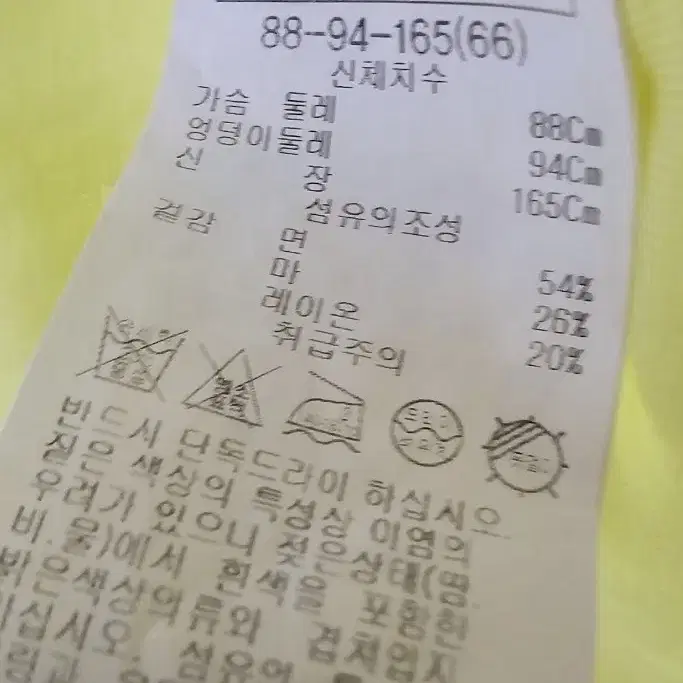 88-94-165(66)
신체치수
가슴 둘레 88Cm
엉덩이둘레 94Cm
신 장 165Cm
섬유의조성
겉감
면 54%
마 26%
레이온 20%
취급주의
드라이
반드시 단독드라이 하십시오
짙은 색상의 특성상 이염의
우려가 있으니 젖은상태(땀.
비.물)에서 흰색을 포함한
밝은색상의 류와 겹쳐입지
마십시오.